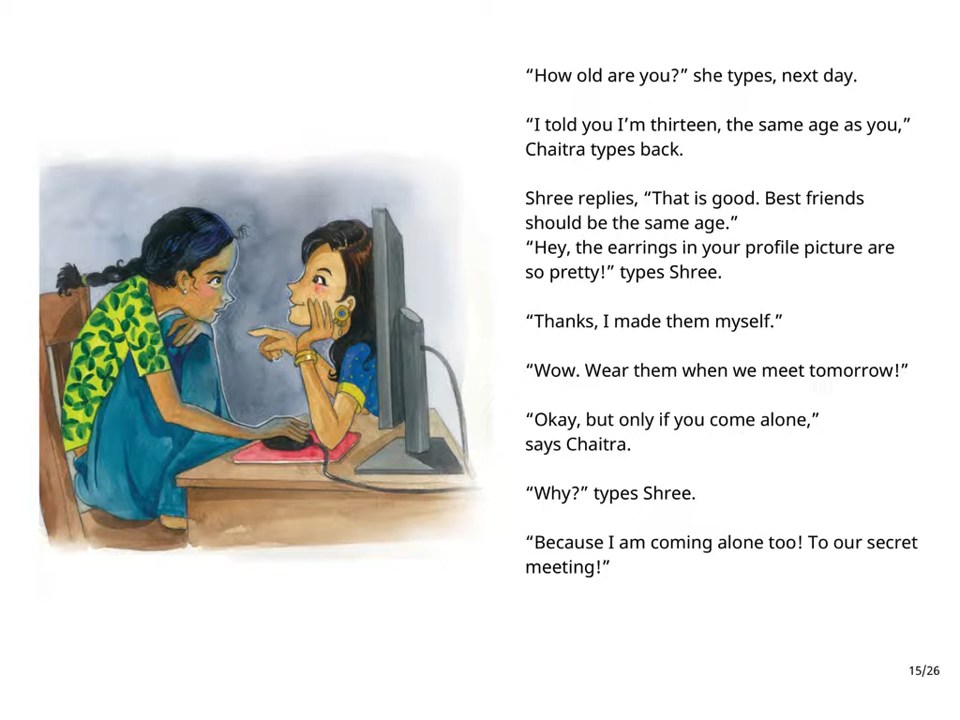 “How old are you?” she types, next day.
“I told you I’m thirteen, the same age as you,”
Chaitra types back.
Shree replies, “That is good. Best friends
should be the same age.”
“Hey, the earrings in your profile picture are
so pretty!” types Shree.
“Thanks, I made them myself.”
“Wow. Wear them when we meet tomorrow!”
“Okay, but only if you come alone,”
says Chaitra.
“Why?” types Shree.
“Because I am coming alone too! To our secret
meeting!”
15/26